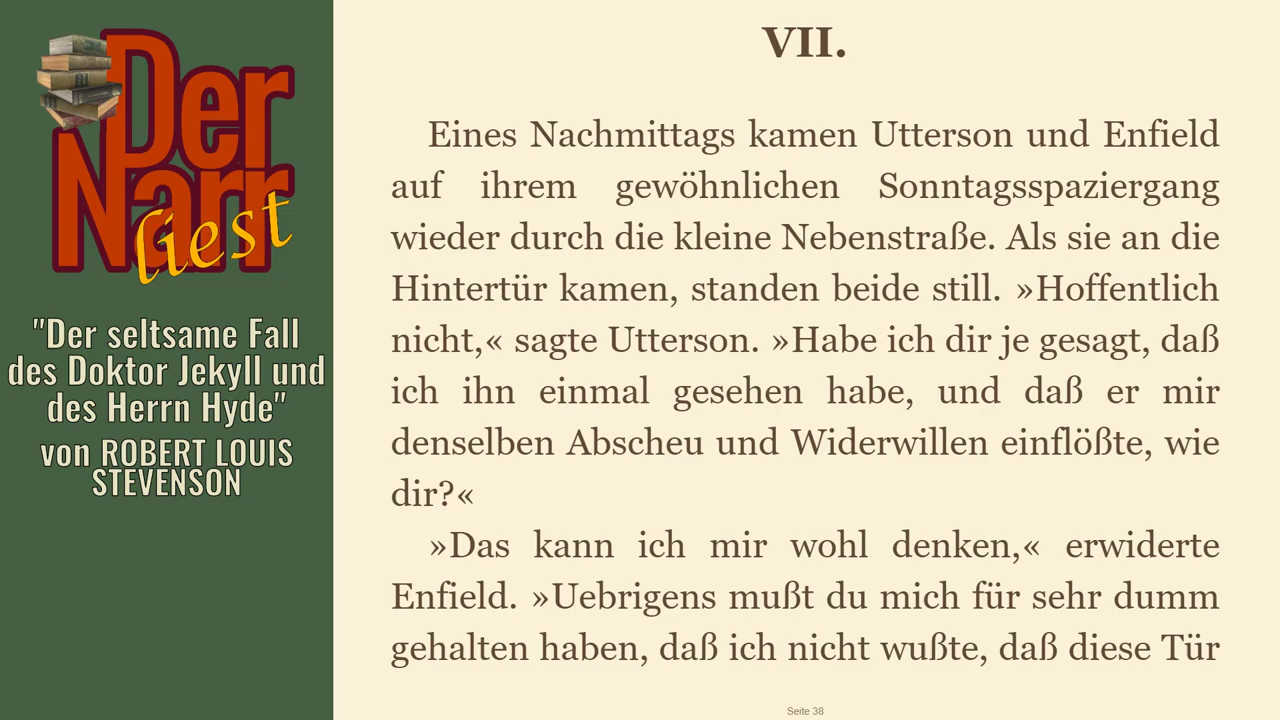 Der
Narr
liest
"Der seltsame Fall
des Doktor Jekyll und
des Herrn Hyde"
von ROBERT LOUIS
STEVENSON
VII.
Eines Nachmittags kamen Utterson und Enfield
auf ihrem gewöhnlichen Sonntagsspaziergang
wieder durch die kleine Nebenstraße. Als sie an die
Hintertür kamen, standen beide still. »Hoffentlich
nicht,« sagte Utterson. »Habe ich dir je gesagt, daß
ich ihn einmal gesehen habe, und daß er mir
denselben Abscheu und Widerwillen einflößte, wie
dir?«
»Das kann ich mir wohl denken,« erwiderte
Enfield. »Uebrigens mußt du mich für sehr dumm
gehalten haben, daß ich nicht wußte, daß diese Tür
Seite 38